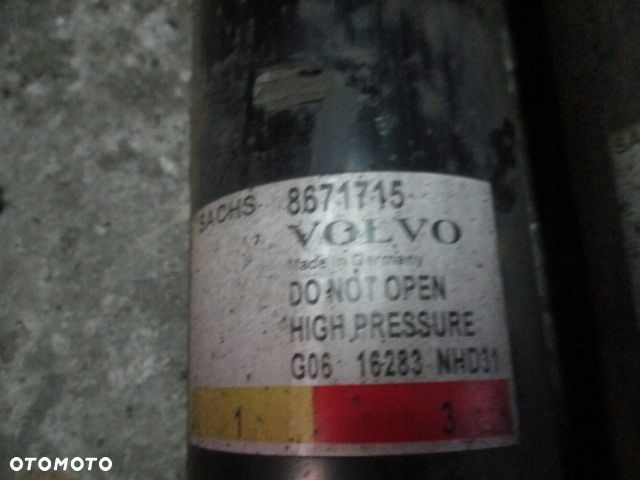 SACHS 8671715
VOLVO
Made in Germany
DO NOT OPEN
HIGH PRESSURE
G06 16283 NHD31
1 3
OTOMOTO